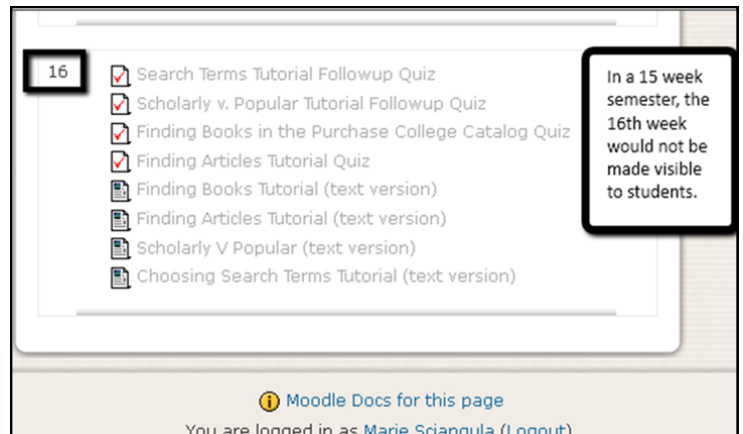 16
Search Terms Tutorial Followup Quiz
Scholarly v. Popular Tutorial Followup Quiz
Finding Books in the Purchase College Catalog Quiz
Finding Articles Tutorial Quiz
Finding Books Tutorial (text version)
Finding Articles Tutorial (text version)
Scholarly V Popular (text version)
Choosing Search Terms Tutorial (text version)
In a 15 week
semester, the
16th week
would not be
made visible
to students.
Moodle Docs for this page
You are logged in as Marie Sciangula (Logout)